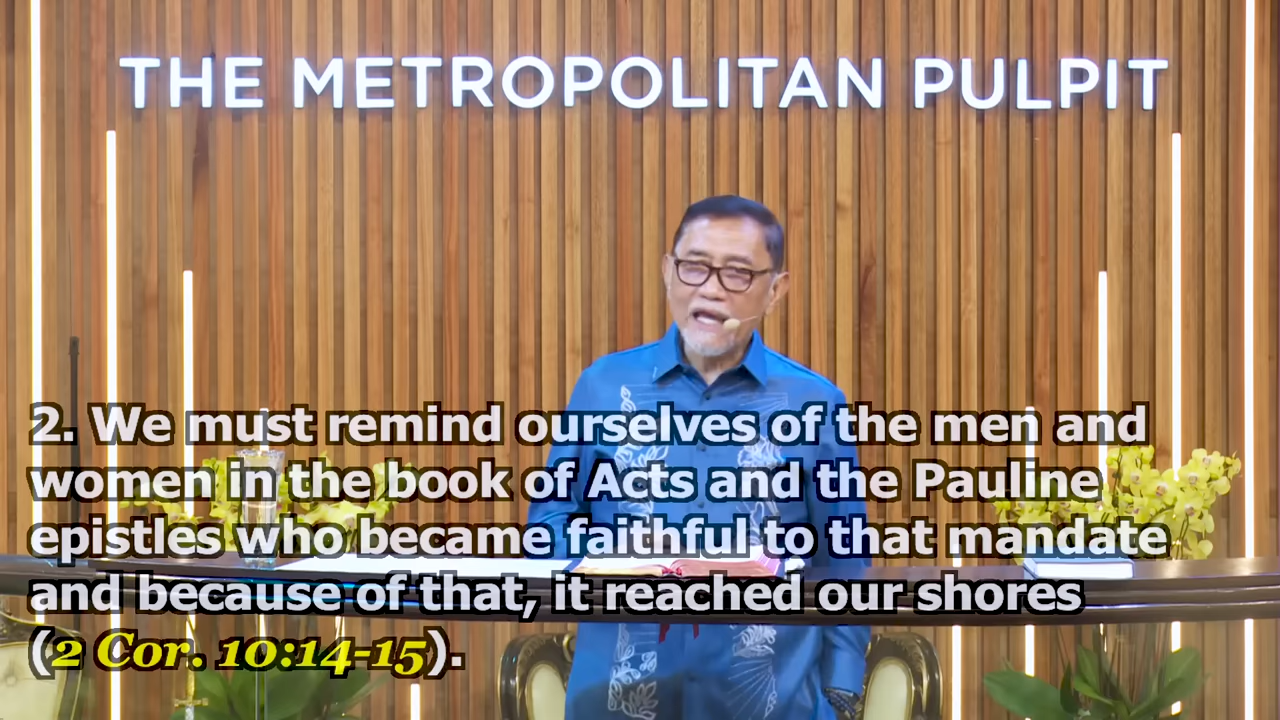 THE METROPOLITAN PULPIT
2. We must remind ourselves of the men and
women in the book of Acts and the Pauline
epistles who became faithful to that mandate
and because of that, it reached our shores
(2 Cor. 10:14-15).